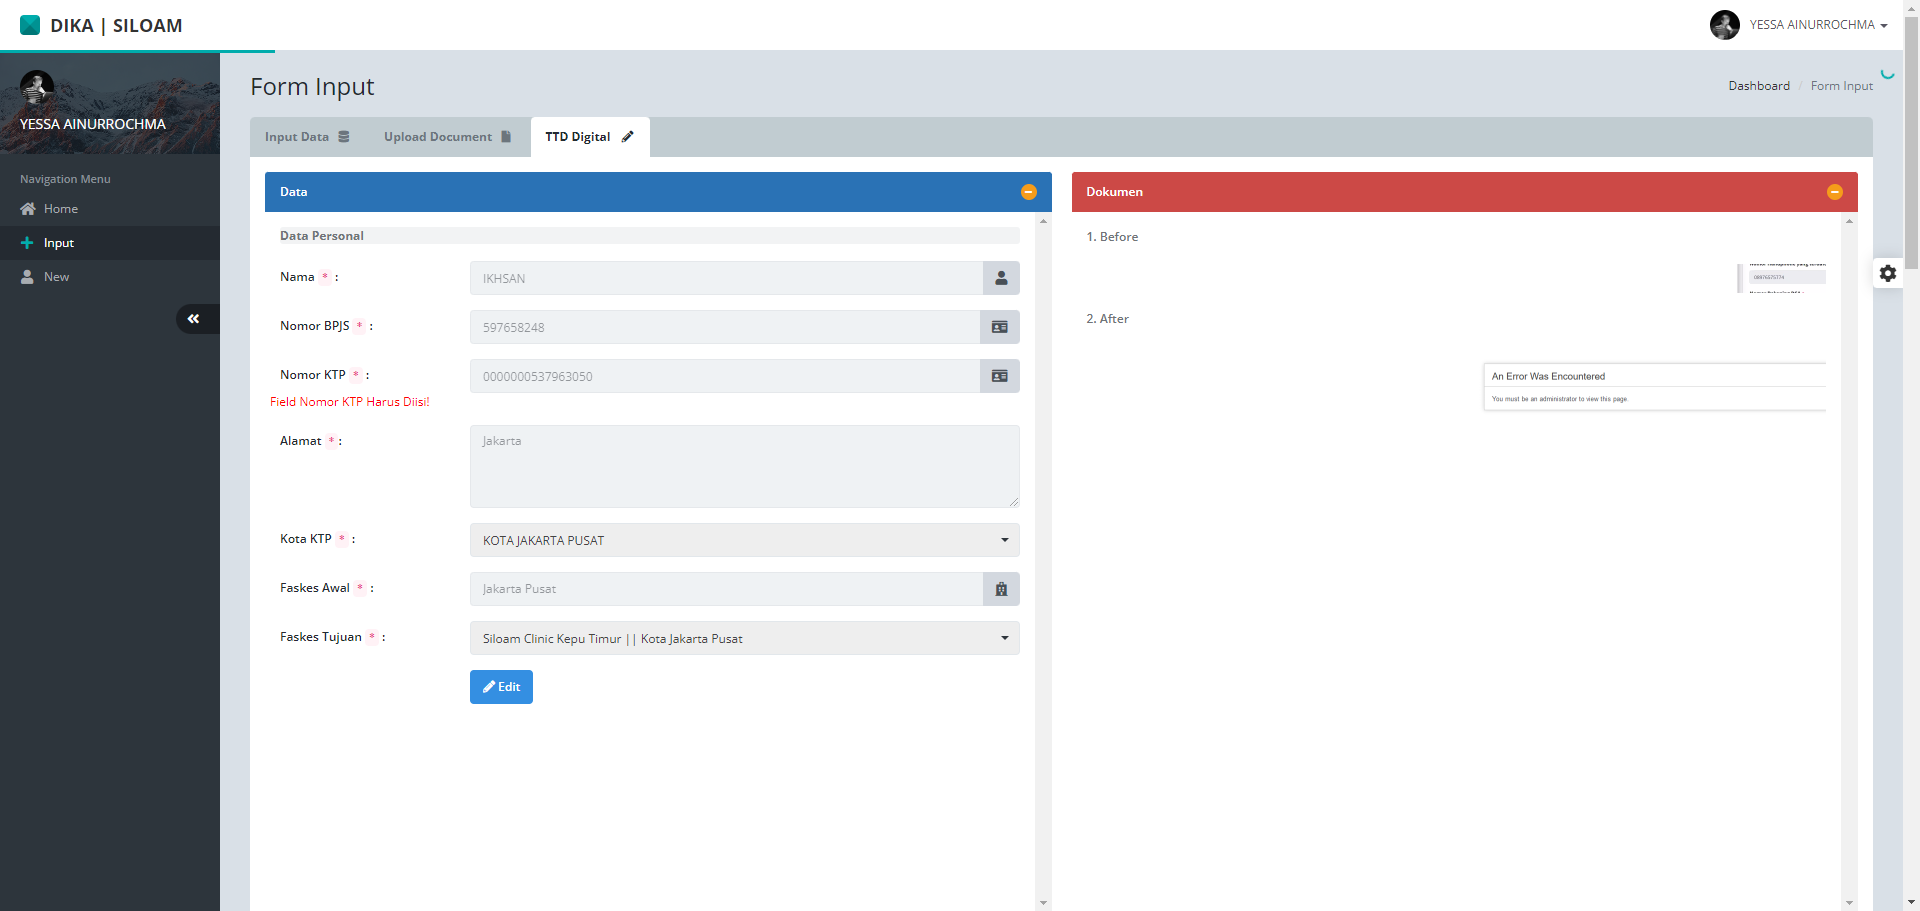 DIKA | SILOAM
YESSA AINURROCHMA
YESSA AINURROCHMA
Navigation Menu
Home
Input
New
Form Input
Dashboard / Form Input
Input Data
Upload Document
TTD Digital
Data
Data Personal
Nama * :
IKHSAN
Nomor BPJS * :
597658248
Nomor KTP * :
0000000537963050
Field Nomor KTP Harus Diisi!
Alamat * :
Jakarta
Kota KTP * :
KOTA JAKARTA PUSAT
Faskes Awal * :
Jakarta Pusat
Faskes Tujuan * :
Siloam Clinic Kepu Timur || Kota Jakarta Pusat
Edit
Dokumen
1. Before
2. After
An Error Was Encountered
You must be an administrator to view this page.